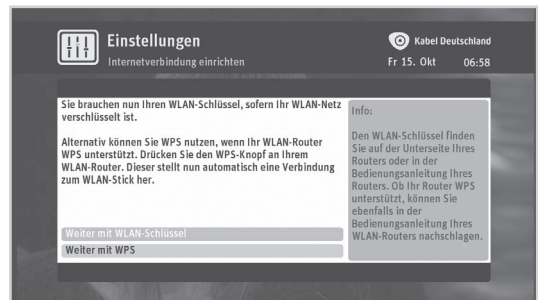 Einstellungen
Internetverbindung einrichten
Kabel Deutschland
Fr 15. Okt 06:58
Sie brauchen nun Ihren WLAN-Schlüssel, sofern Ihr WLAN-Netz
verschlüsselt ist.
Alternativ können Sie WPS nutzen, wenn Ihr WLAN-Router
WPS unterstützt. Drücken Sie den WPS-Knopf an Ihrem
WLAN-Router. Dieser stellt nun automatisch eine Verbindung
zum WLAN-Stick her.
Weiter mit WLAN-Schlüssel
Weiter mit WPS
Info:
Den WLAN-Schlüssel finden
Sie auf der Unterseite Ihres
Routers oder in der
Bedienungsanleitung Ihres
Routers. Ob Ihr Router WPS
unterstützt, können Sie
ebenfalls in der
Bedienungsanleitung Ihres
WLAN-Routers nachschlagen.